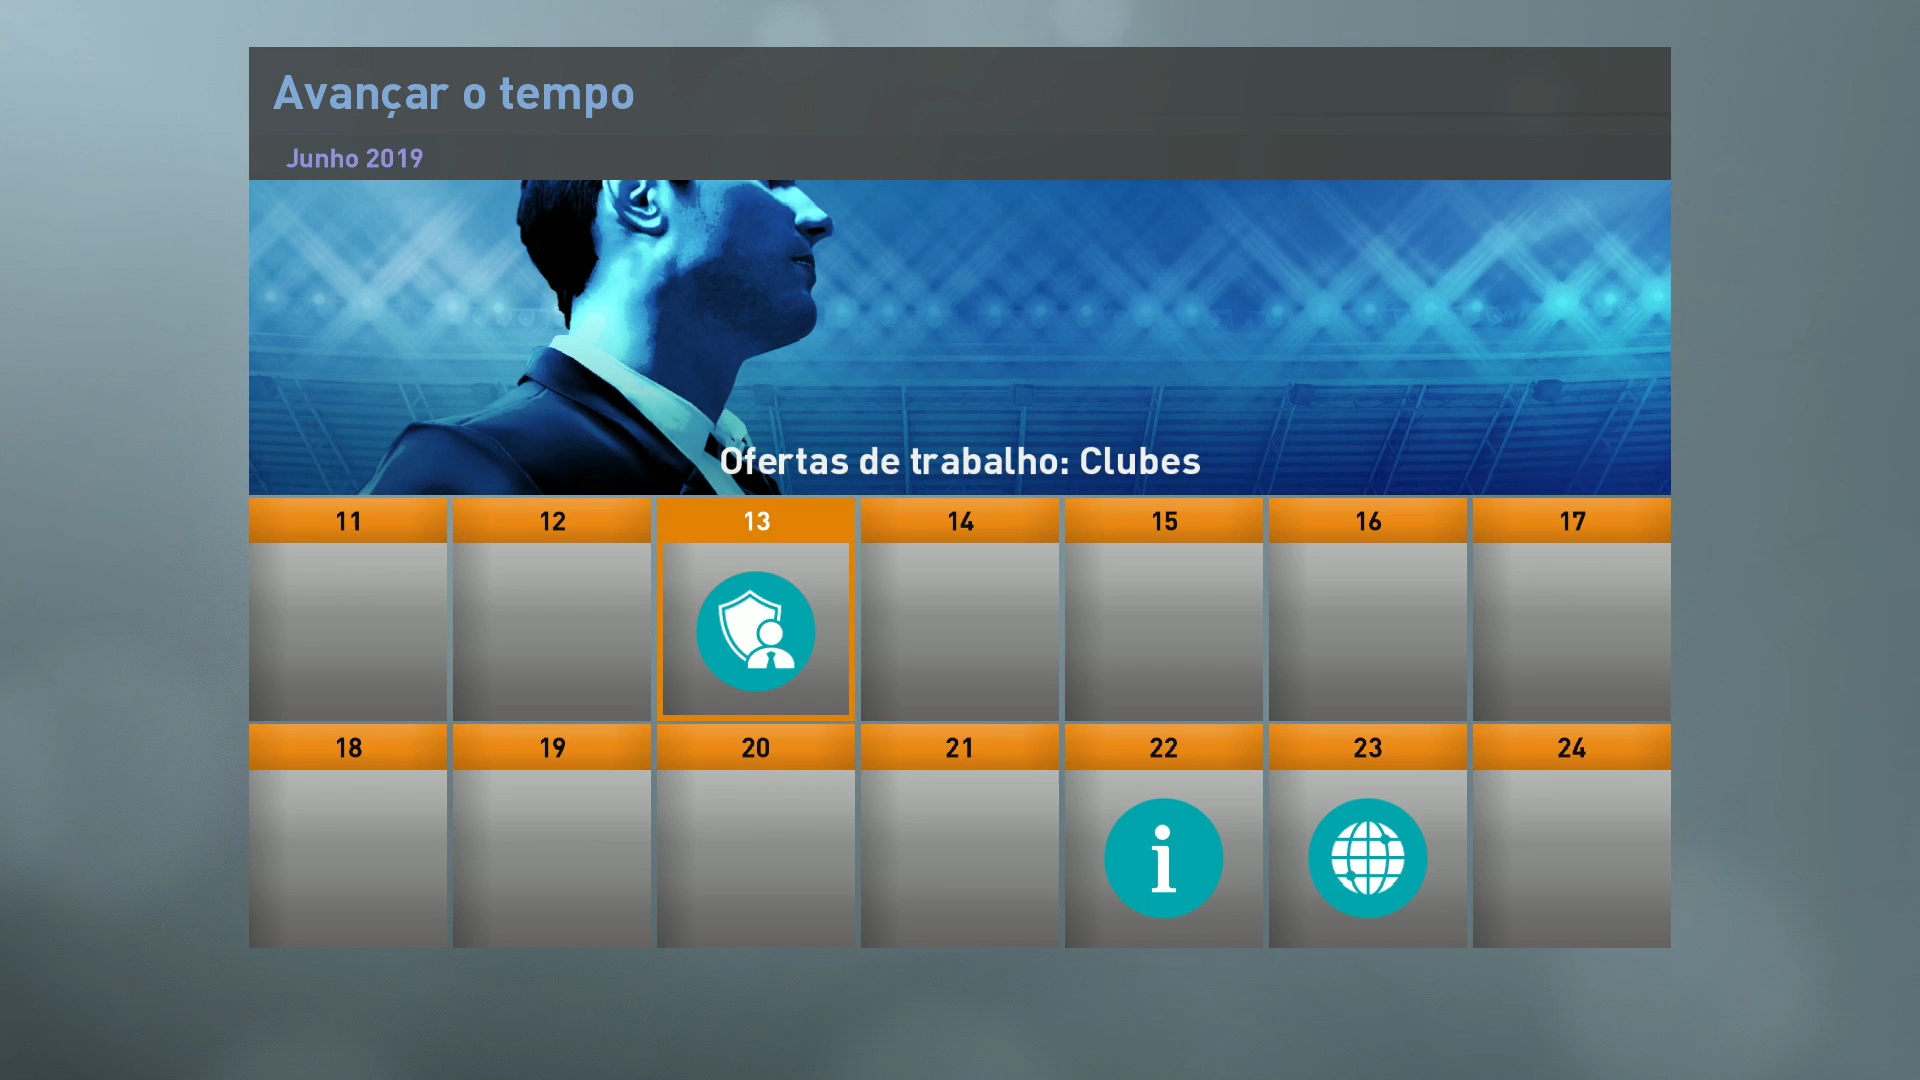 Avançar o tempo
Junho 2019
Ofertas de trabalho: Clubes
11 12 13 14 15 16 17
18 19 20 21 22 23 24